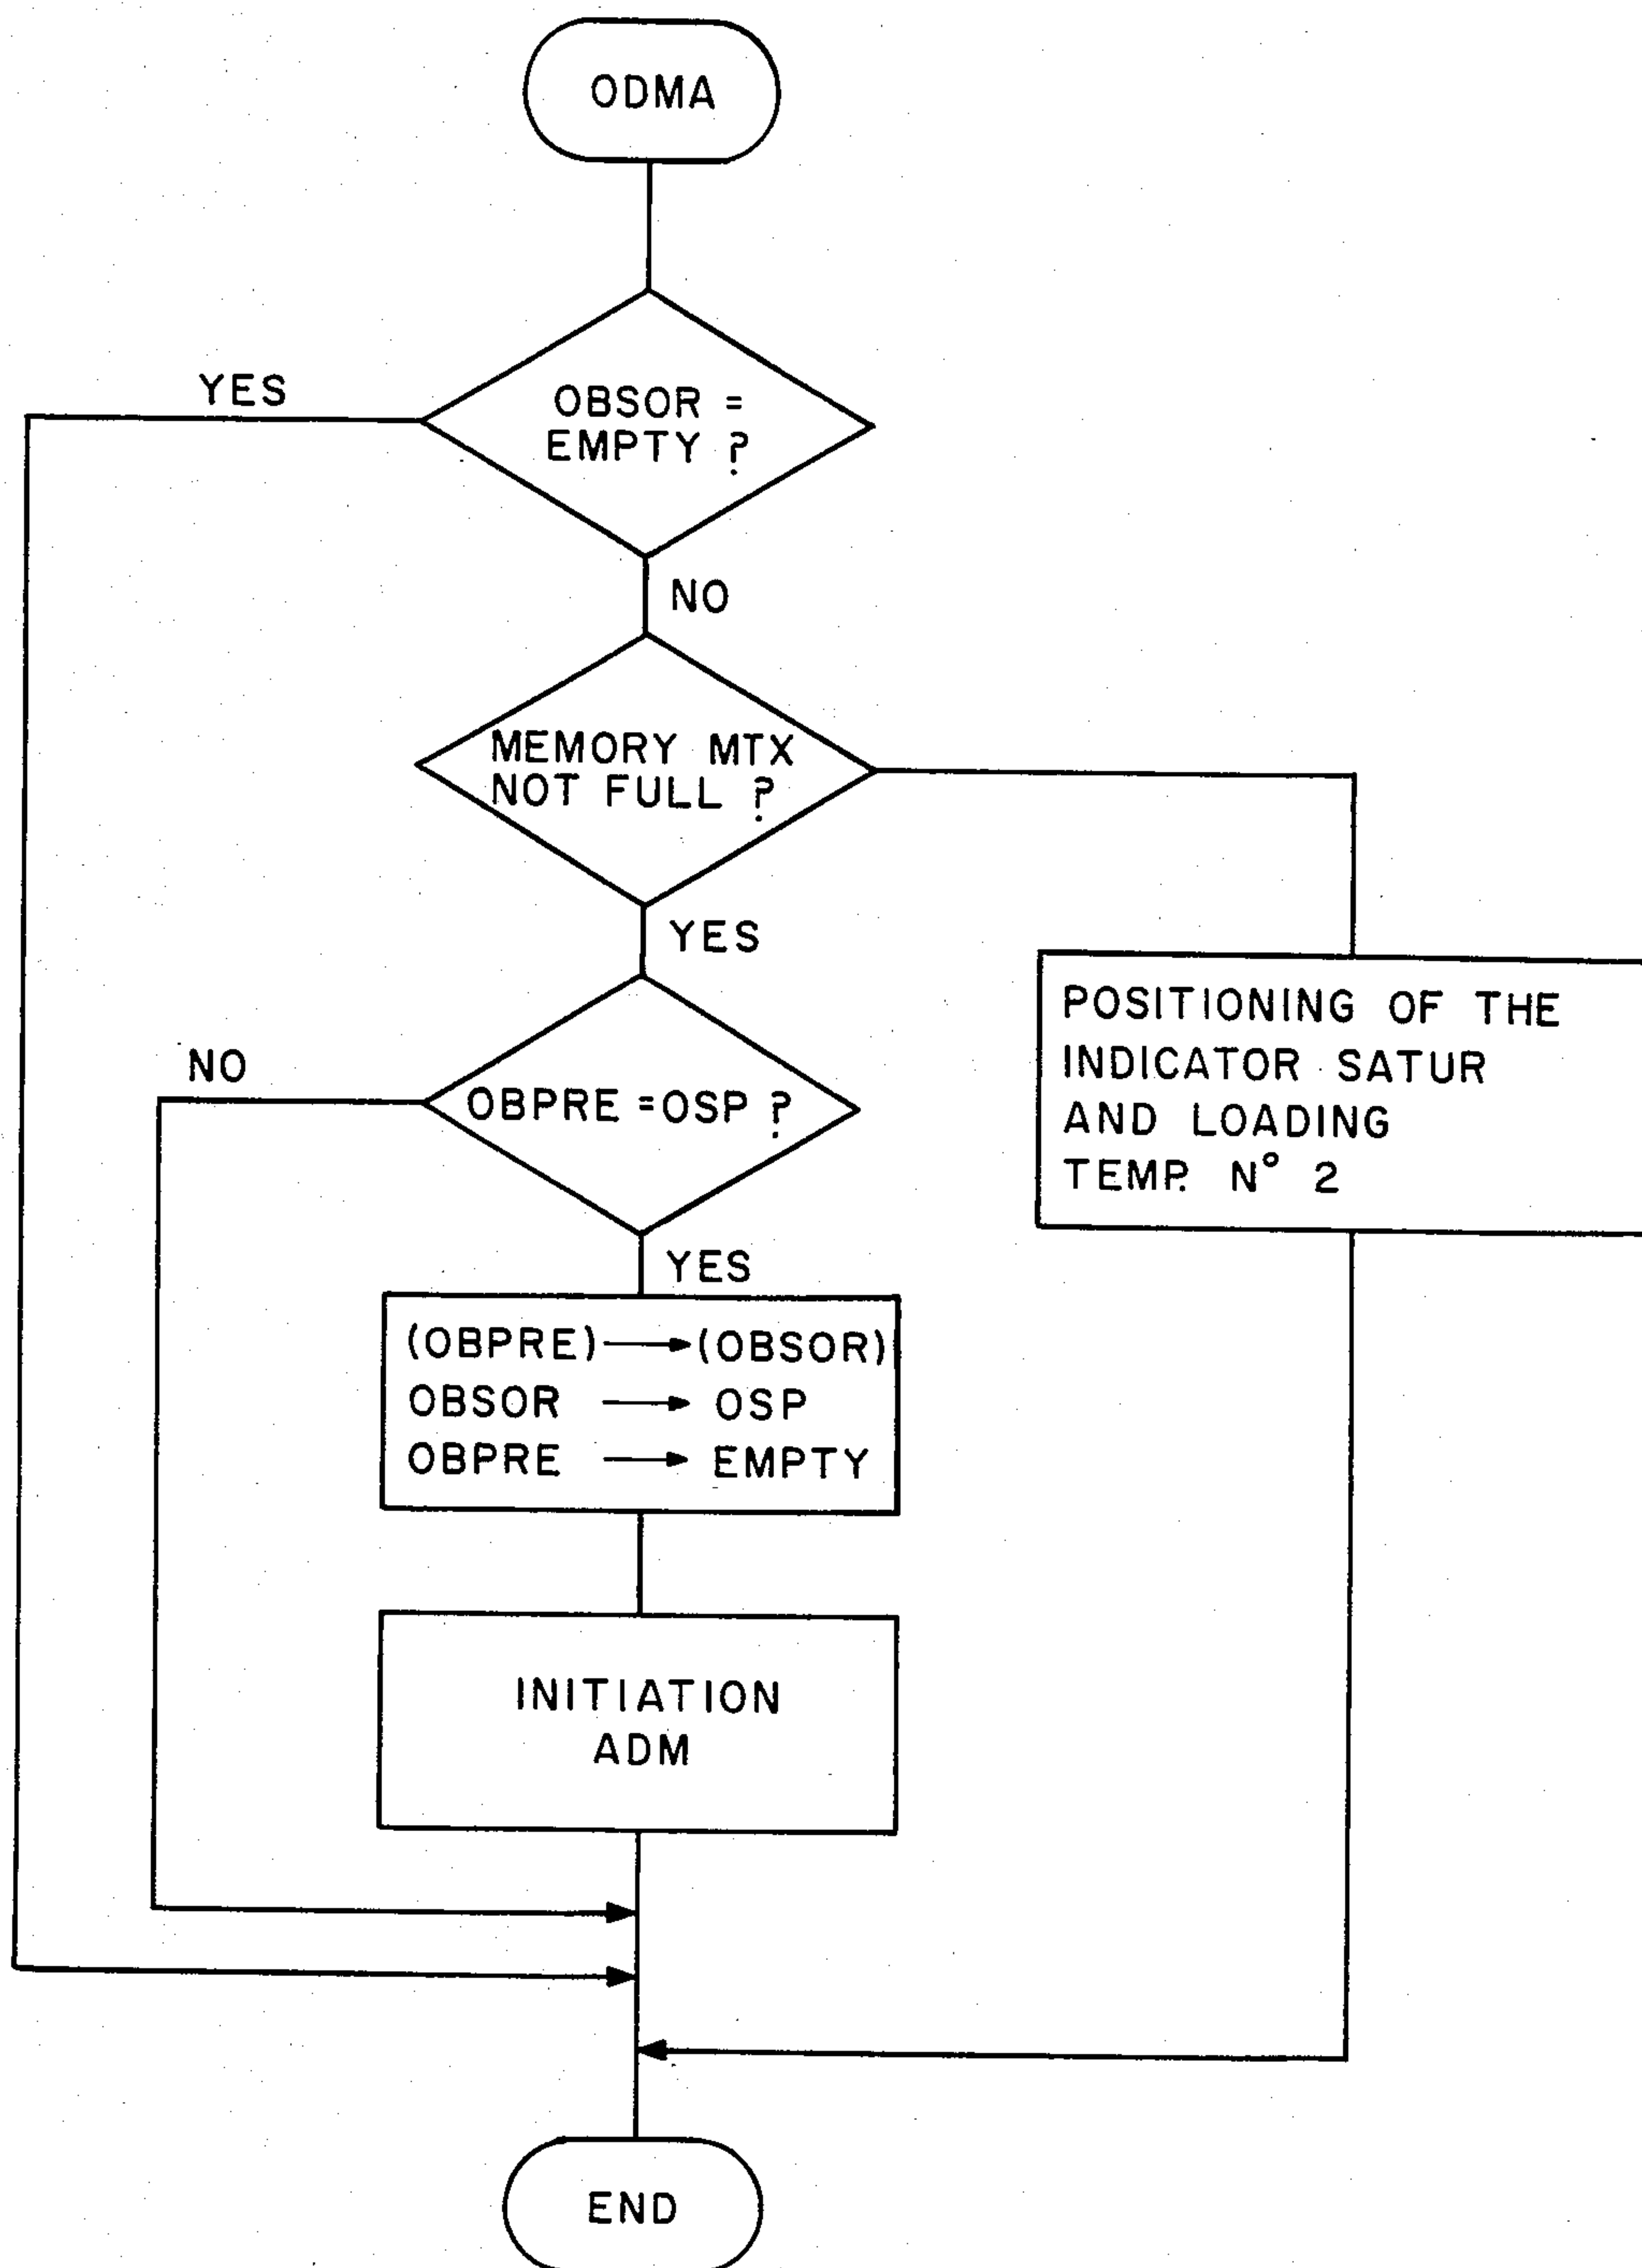 ODMA
YES
OBSOR =
EMPTY ?
NO
MEMORY MTX
NOT FULL ?
YES
NO
OBPRE = OSP ?
POSITIONING OF THE
INDICATOR SATUR
AND LOADING
TEMP. N° 2
YES
(OBPRE) → (OBSOR)
OBSOR → OSP
OBPRE → EMPTY
INITIATION
ADM
END